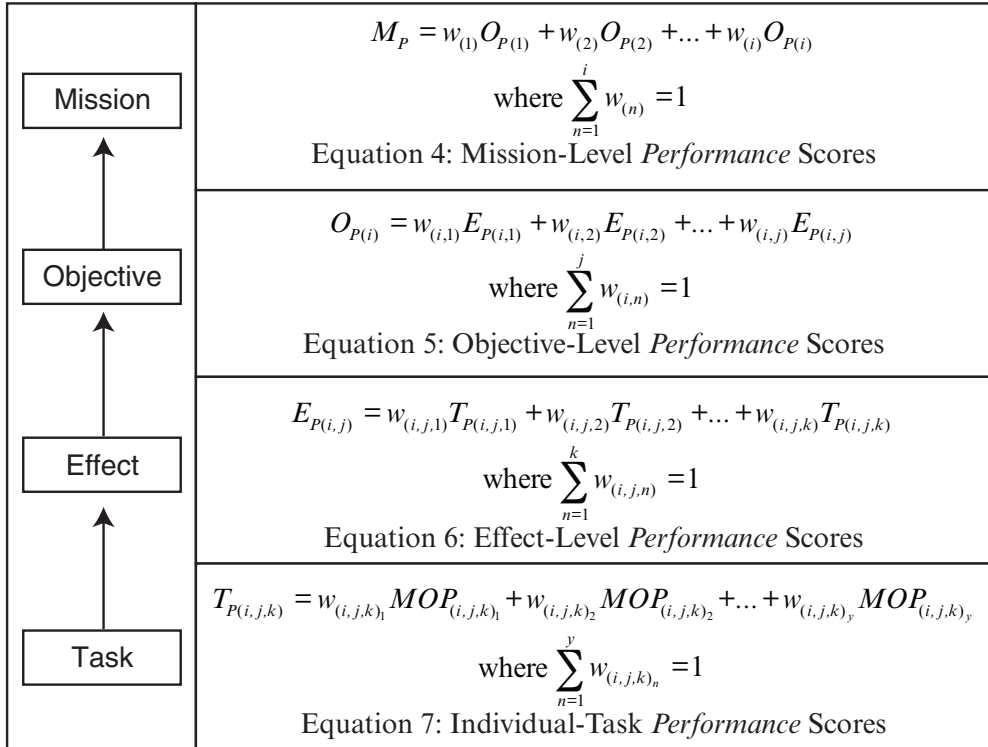 Mission
M_P = w_(1) O_P(1) + w_(2) O_P(2) +...+ w_(i) O_P(i)
where ∑_{n=1}^{i} w_(n) = 1
Equation 4: Mission-Level Performance Scores
Objective
O_P(i) = w_(i,1) E_P(i,1) + w_(i,2) E_P(i,2) +...+ w_(i,j) E_P(i,j)
where ∑_{n=1}^{j} w_(i,n) = 1
Equation 5: Objective-Level Performance Scores
Effect
E_P(i,j) = w_(i,j,1) T_P(i,j,1) + w_(i,j,2) T_P(i,j,2) +...+ w_(i,j,k) T_P(i,j,k)
where ∑_{n=1}^{k} w_(i,j,n) = 1
Equation 6: Effect-Level Performance Scores
Task
T_P(i,j,k) = w_(i,j,k)_1 MOP_(i,j,k)_1 + w_(i,j,k)_2 MOP_(i,j,k)_2 +...+ w_(i,j,k)_y MOP_(i,j,k)_y
where ∑_{n=1}^{y} w_(i,j,k)_n = 1
Equation 7: Individual-Task Performance Scores